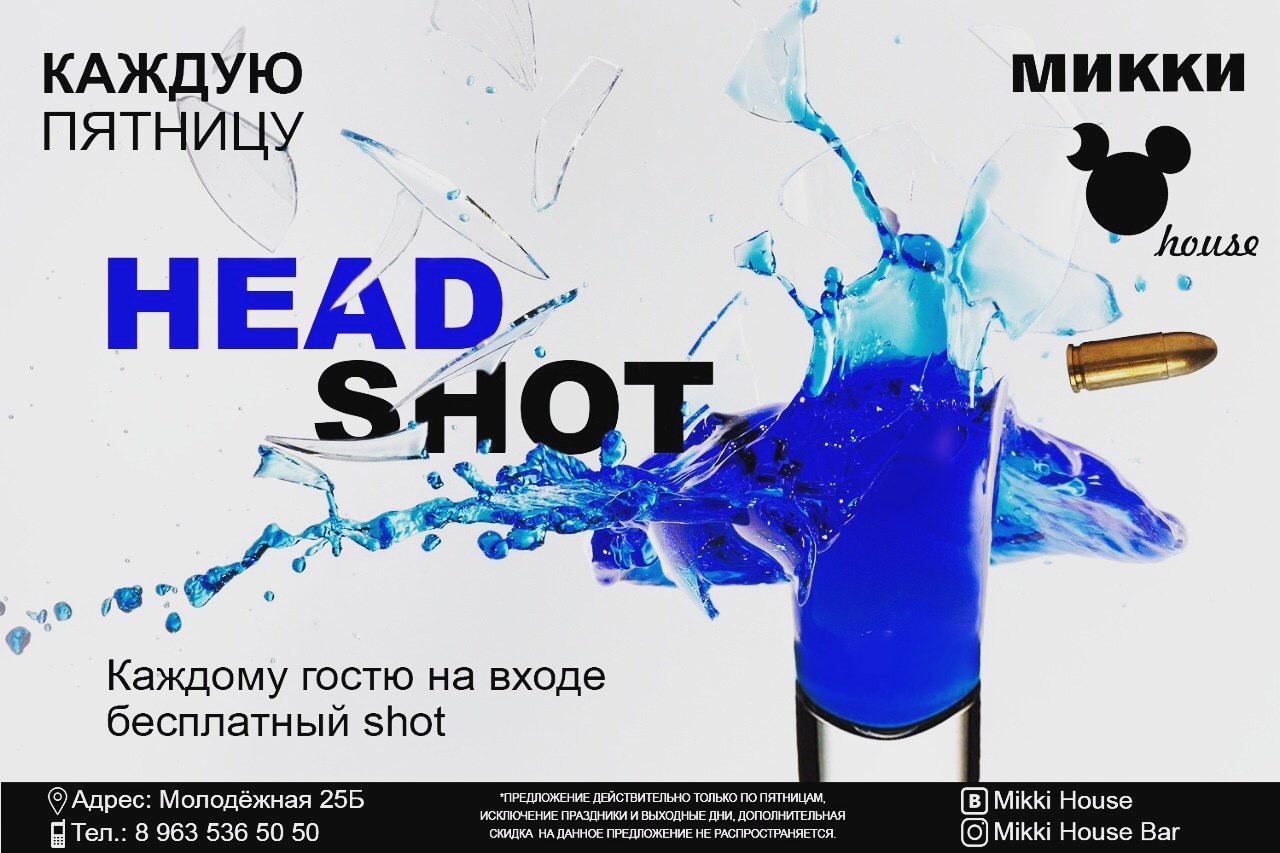 КАЖДУЮ
ПЯТНИЦУ
МИККИ
house
HEAD
SHOT
Каждому гостю на входе
бесплатный shot
Адрес: Молодёжная 25Б
Тел.: 8 963 536 50 50
*ПРЕДЛОЖЕНИЕ ДЕЙСТВИТЕЛЬНО ТОЛЬКО ПО ПЯТНИЦАМ,
ИСКЛЮЧЕНИЕ ПРАЗДНИКИ И ВЫХОДНЫЕ ДНИ, ДОПОЛНИТЕЛЬНАЯ
СКИДКА НА ДАННОЕ ПРЕДЛОЖЕНИЕ НЕ РАСПРОСТРАНЯЕТСЯ.
В Mikki House
Mikki House Bar